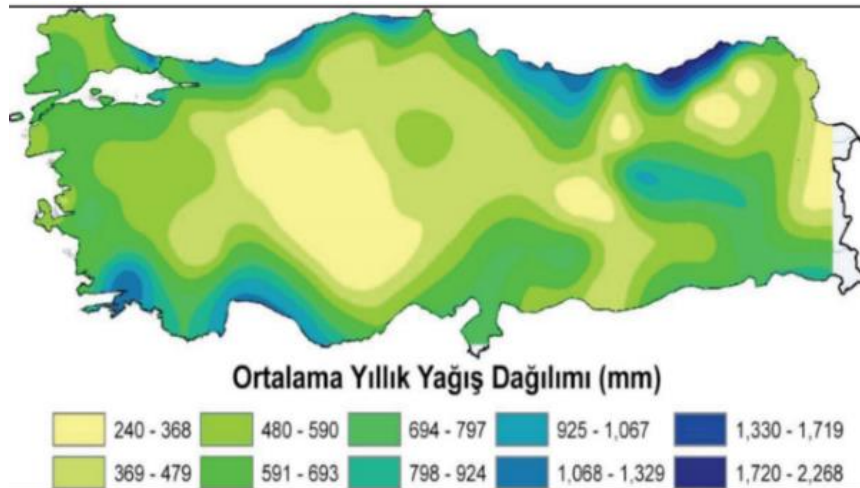 Ortalama Yıllık Yağış Dağılımı (mm)
240 - 368 480 - 590 694 - 797 925 - 1,067 1,330 - 1,719
369 - 479 591 - 693 798 - 924 1,068 - 1,329 1,720 - 2,268